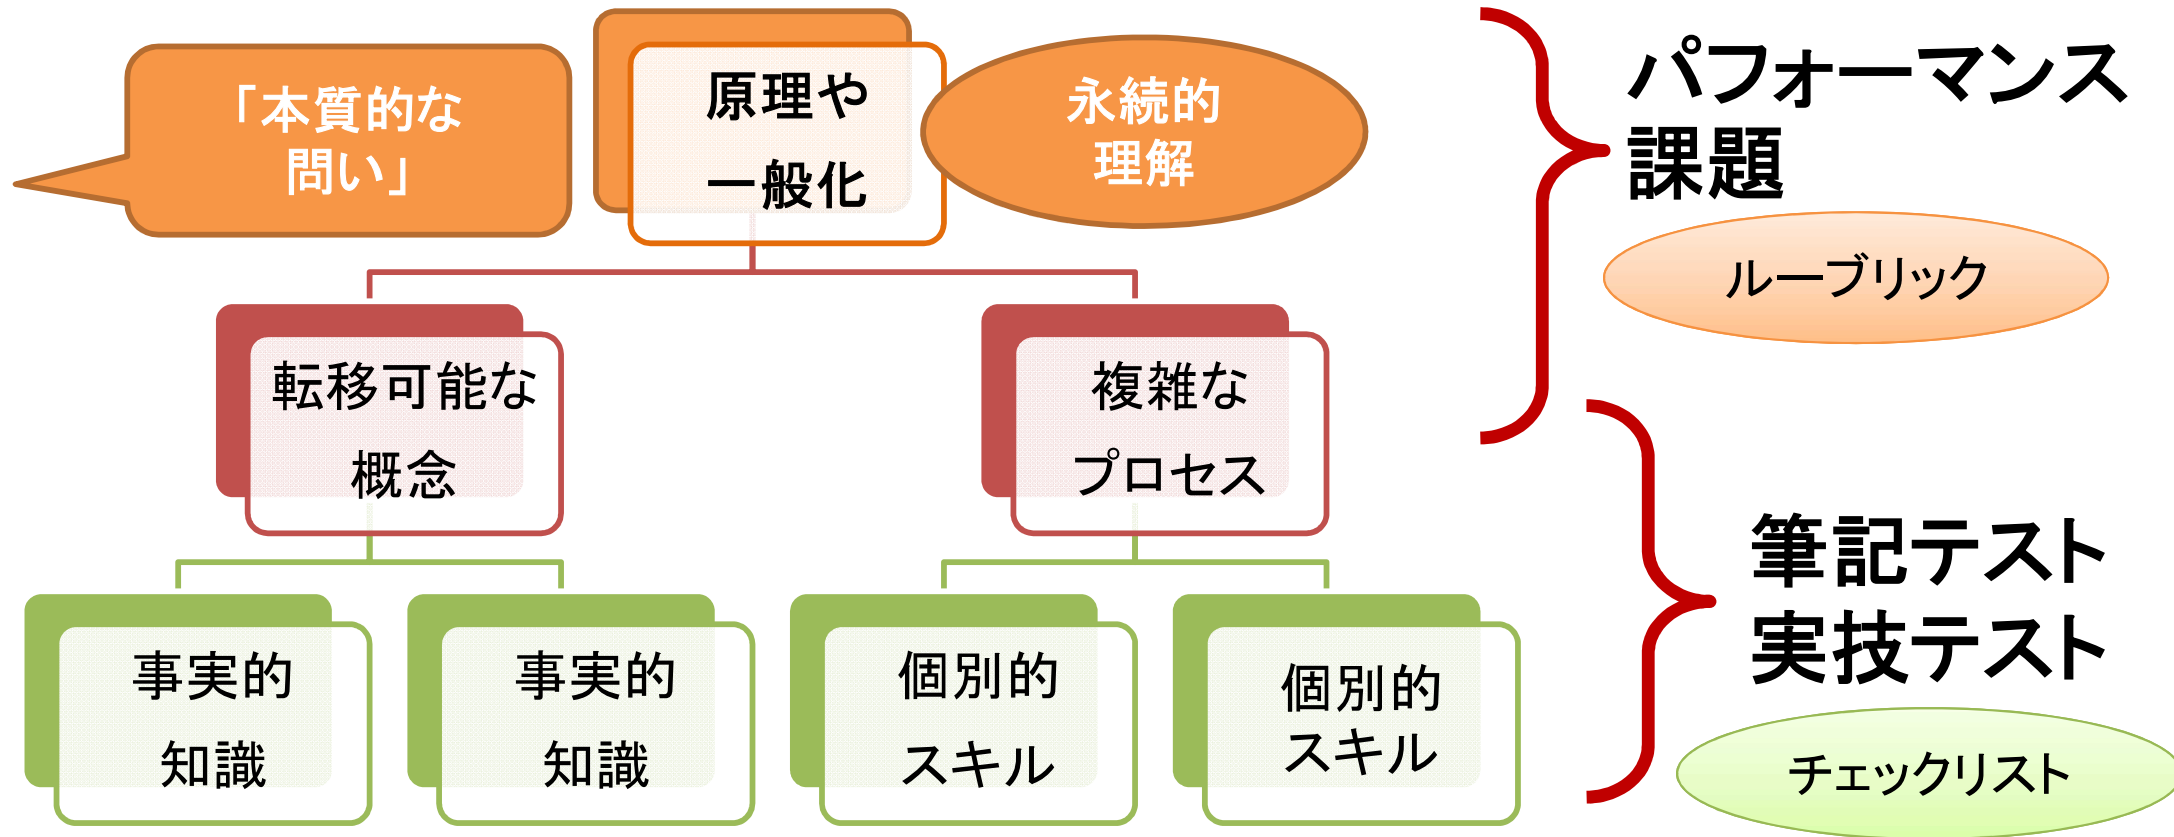 「本質的な
問い」
原理や
一般化
永続的
理解
パフォーマンス
課題
ルーブリック
転移可能な
概念
複雑な
プロセス
筆記テスト
実技テスト
チェックリスト
事実的
知識
事実的
知識
個別的
スキル
個別的
スキル